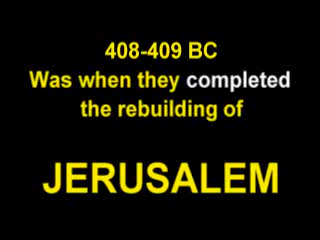 408-409 BC
Was when they completed
the rebuilding of
JERUSALEM